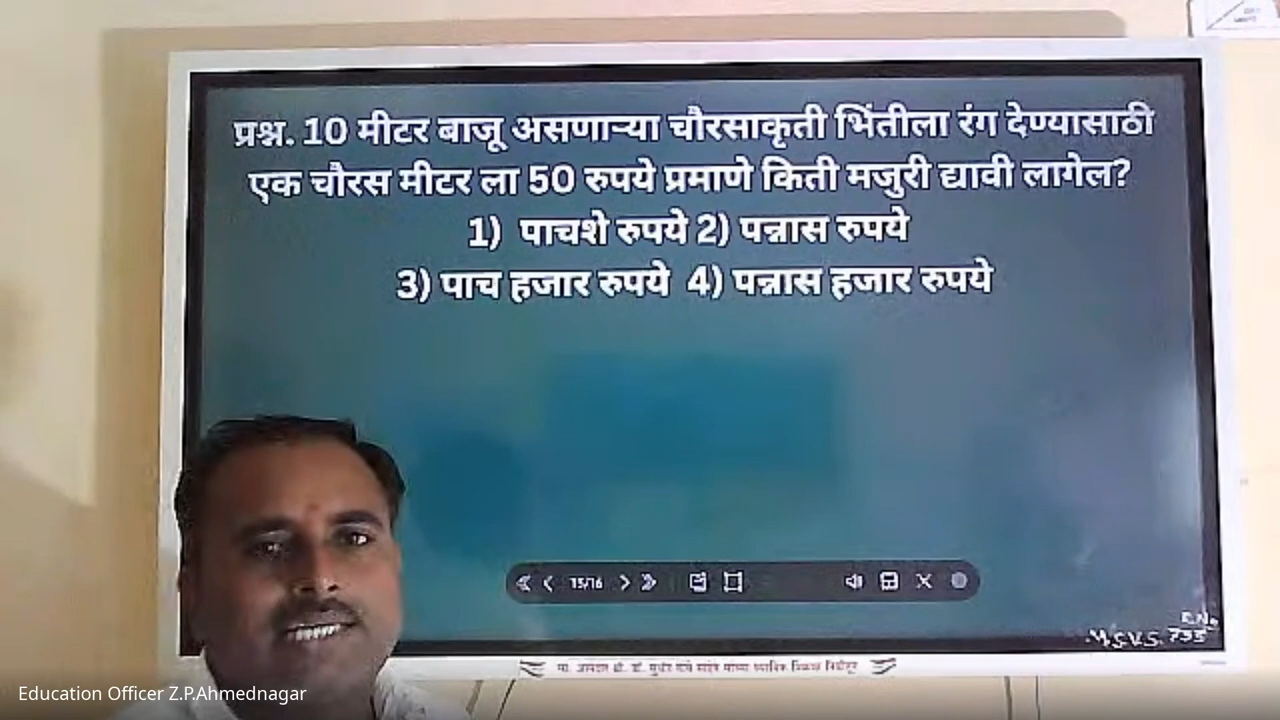 प्रश्न. 10 मीटर बाजू असणाऱ्या चौरसाकृती भिंतीला रंग देण्यासाठी
एक चौरस मीटर ला 50 रुपये प्रमाणे किती मजुरी द्यावी लागेल?
1) पाचशे रुपये 2) पन्नास रुपये
3) पाच हजार रुपये 4) पन्नास हजार रुपये
15/16
Education Officer Z.P.Ahmednagar